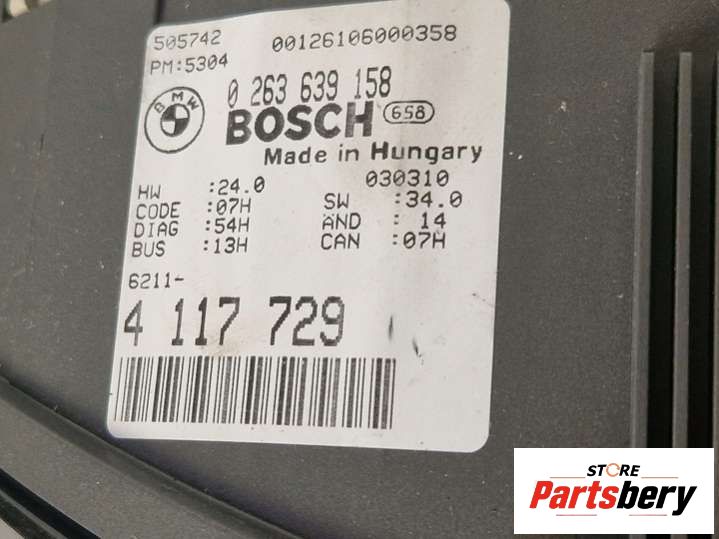 505742 00126106000358
PM:5304
BMW
0 263 639 158
BOSCH 658
Made in Hungary
030310
HW :24.0 SW :34.0
CODE :07H AND : 14
DIAG :54H CAN :07H
BUS :13H
6211-
4 117 729
STORE
Partsbery